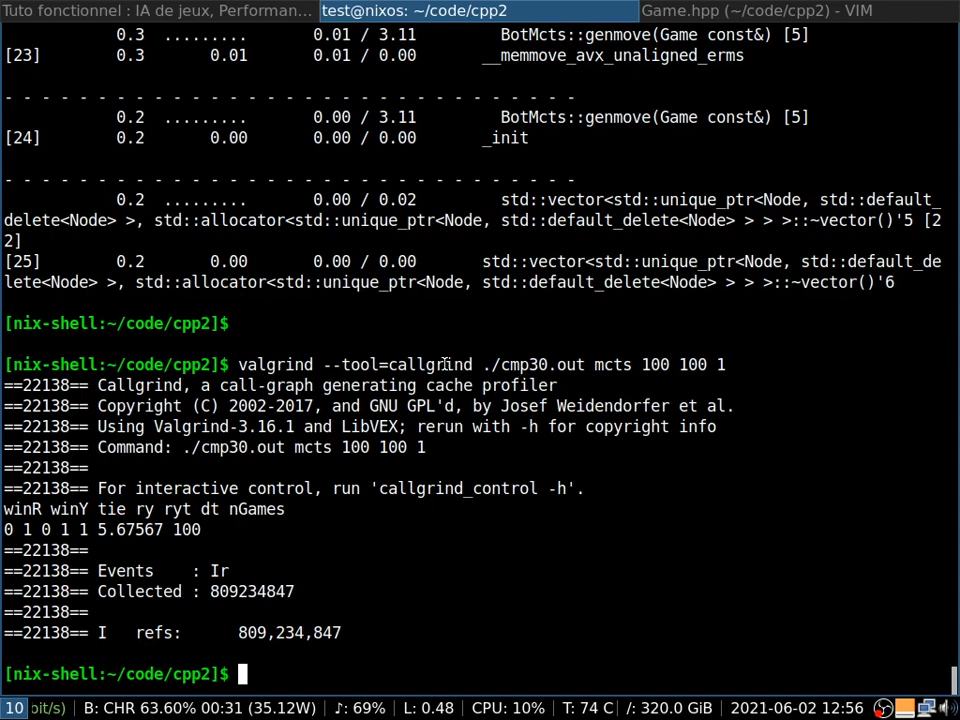 Tuto fonctionnel : IA de jeux, Performan... test@nixos: ~/code/cpp2 Game.hpp (~/code/cpp2) - VIM
0.3 ......... 0.01 / 3.11 BotMcts::genmove(Game const&) [5]
[23] 0.3 0.01 0.01 / 0.00 __memmove_avx_unaligned_erms
- - - - - - - - - - - - - - - - - - - - - - - - - - - - - - -
0.2 ......... 0.00 / 3.11 BotMcts::genmove(Game const&) [5]
[24] 0.2 0.00 0.00 / 0.00 _init
- - - - - - - - - - - - - - - - - - - - - - - - - - - - - - -
0.2 ......... 0.00 / 0.02 std::vector<std::unique_ptr<Node, std::default_
delete<Node> >, std::allocator<std::unique_ptr<Node, std::default_delete<Node> > > >::~vector()'5 [2
2]
[25] 0.2 0.00 0.00 / 0.00 std::vector<std::unique_ptr<Node, std::default_de
lete<Node> >, std::allocator<std::unique_ptr<Node, std::default_delete<Node> > > >::~vector()'6
[nix-shell:~/code/cpp2]$
[nix-shell:~/code/cpp2]$ valgrind --tool=callgrind ./cmp30.out mcts 100 100 1
==22138== Callgrind, a call-graph generating cache profiler
==22138== Copyright (C) 2002-2017, and GNU GPL'd, by Josef Weidendorfer et al.
==22138== Using Valgrind-3.16.1 and LibVEX; rerun with -h for copyright info
==22138== Command: ./cmp30.out mcts 100 100 1
==22138==
==22138== For interactive control, run 'callgrind_control -h'.
winR winY tie ry ryt dt nGames
0 1 0 1 1 5.67567 100
==22138==
==22138== Events : Ir
==22138== Collected : 809234847
==22138==
==22138== I refs: 809,234,847
[nix-shell:~/code/cpp2]$
10 bit/s) B: CHR 63.60% 00:31 (35.12W) ♪: 69% L: 0.48 CPU: 10% T: 74 C /: 320.0 GiB 2021-06-02 12:56